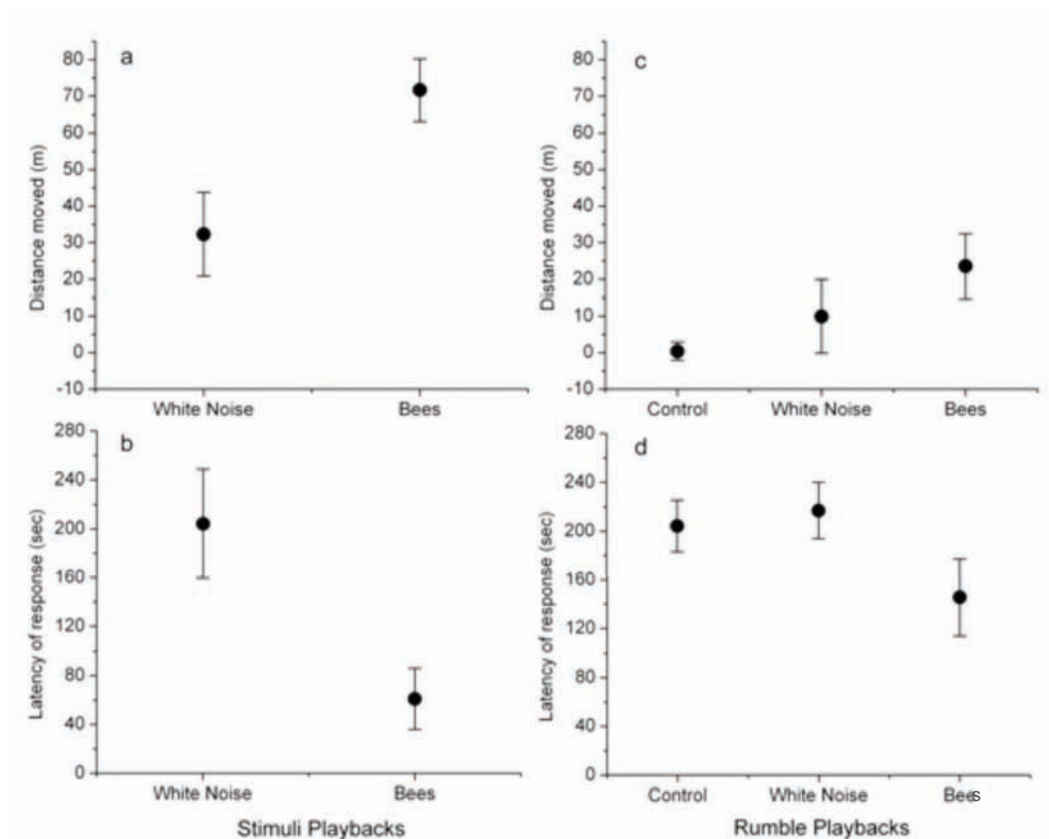 a
Distance moved (m)
80
70
60
50
40
30
20
10
0
-10
White Noise
Bees
c
Distance moved (m)
80
70
60
50
40
30
20
10
0
-10
Control
White Noise
Bees
b
Latency of response (sec)
280
240
200
160
120
80
40
0
White Noise
Bees
Stimuli Playbacks
d
Latency of response (sec)
280
240
200
160
120
80
40
0
Control
White Noise
Bees
Rumble Playbacks